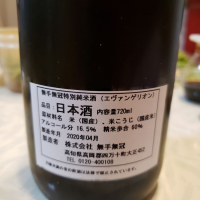 無手無冠特別純米酒（エヴァンゲリオン）
品目：日本酒 内容量720ml
原材料名 米（国産）、米こうじ（国産米）
アルコール分 16.5% 精米歩合 60%
製造年月 2020年04月
製造者 株式会社 無手無冠
高知県高岡郡四万十町大正452
TEL 0120-400108